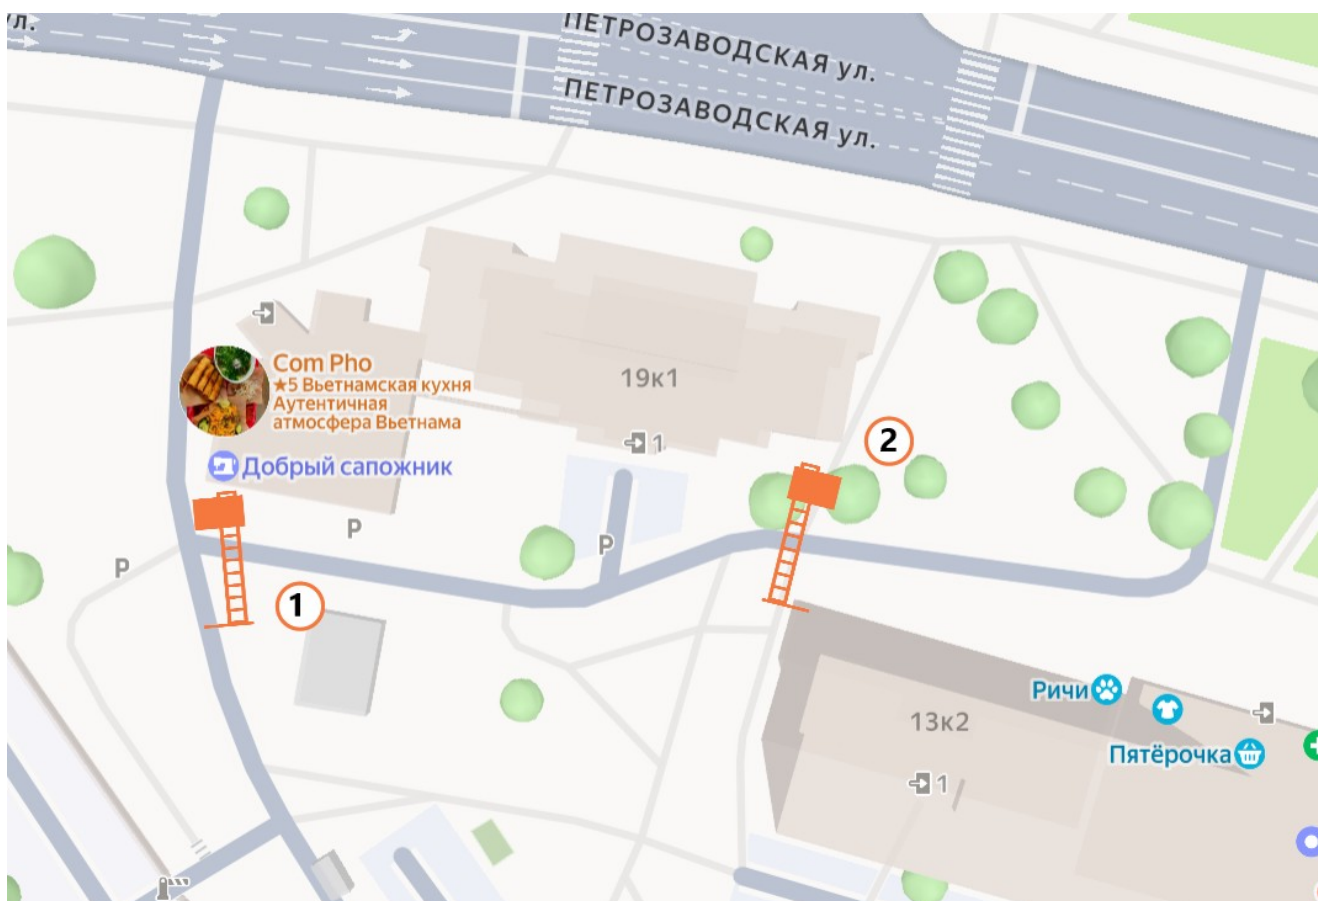 ул.
ПЕТРОЗАВОДСКАЯ ул.
ПЕТРОЗАВОДСКАЯ ул.
Com Pho
★5 Вьетнамская кухня
Аутентичная
атмосфера Вьетнама
19к1
1
2
Добрый сапожник
P
P
P
1
Ричи
13к2
Пятёрочка
1